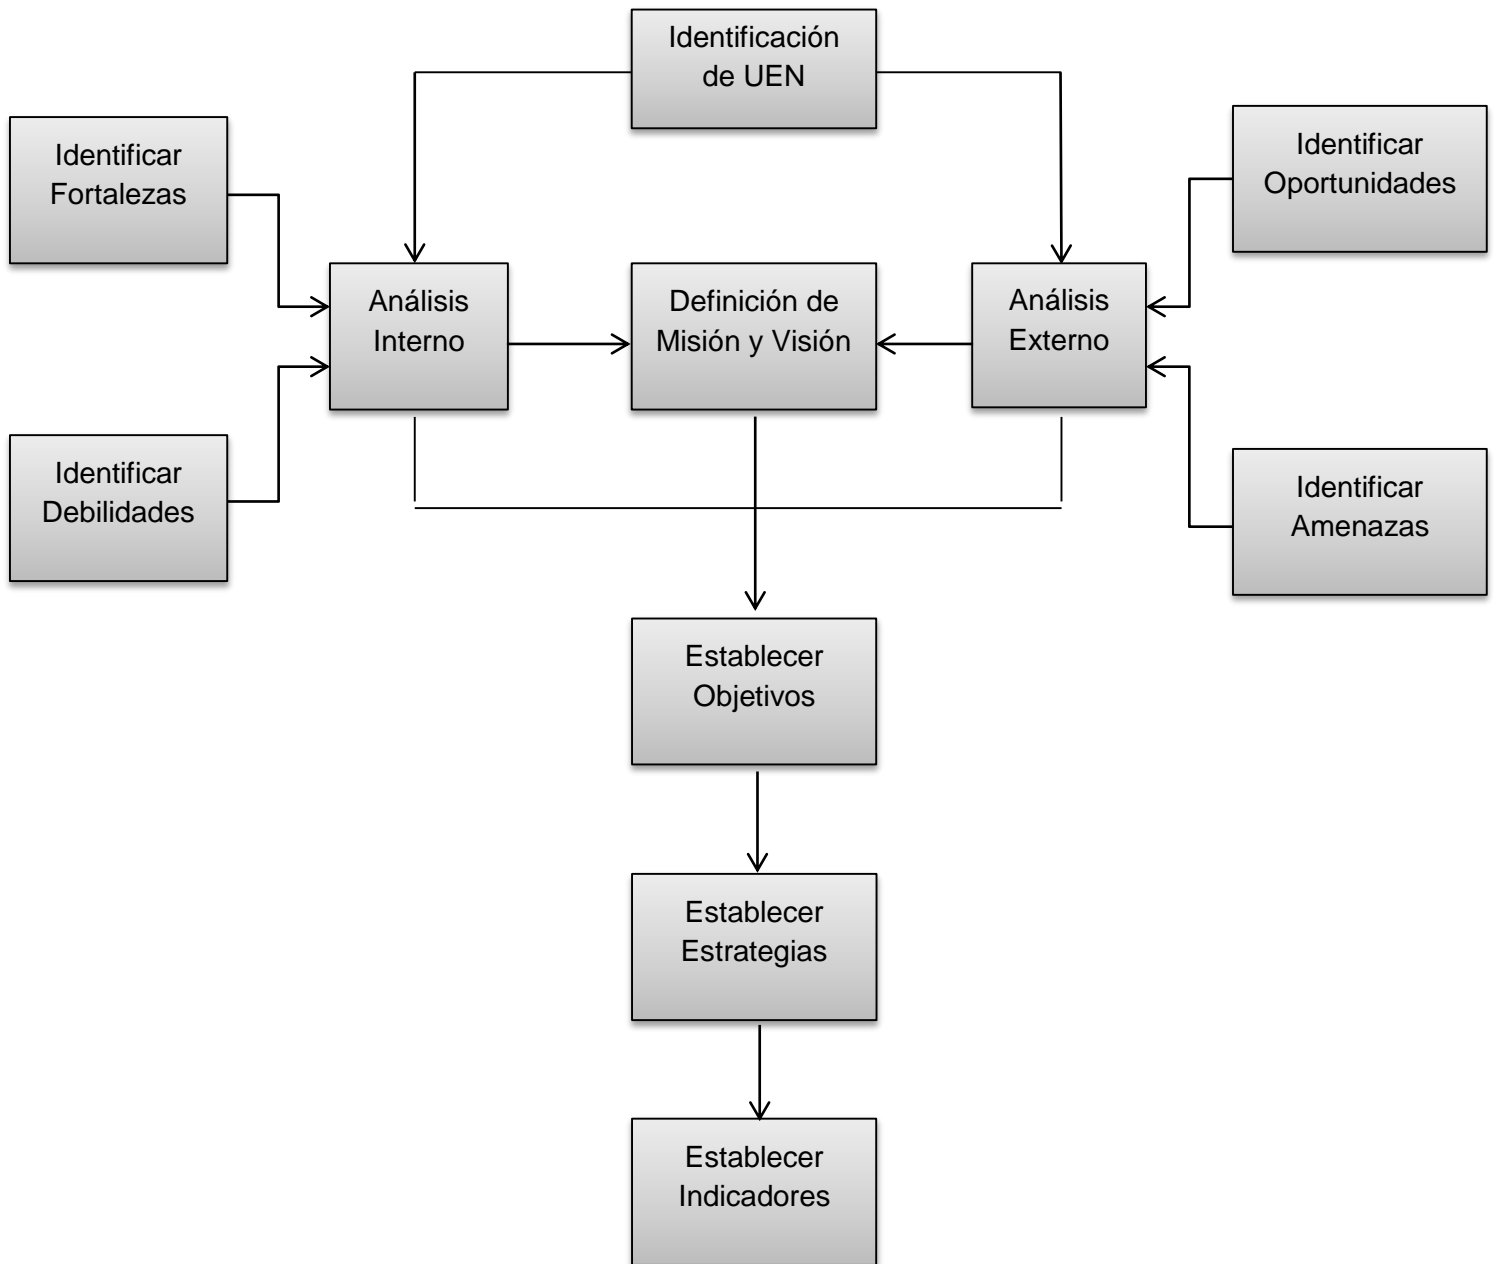 Identificación
de UEN
Identificar
Fortalezas
Identificar
Oportunidades
Análisis
Interno
Definición de
Misión y Visión
Análisis
Externo
Identificar
Debilidades
Identificar
Amenazas
Establecer
Objetivos
Establecer
Estrategias
Establecer
Indicadores